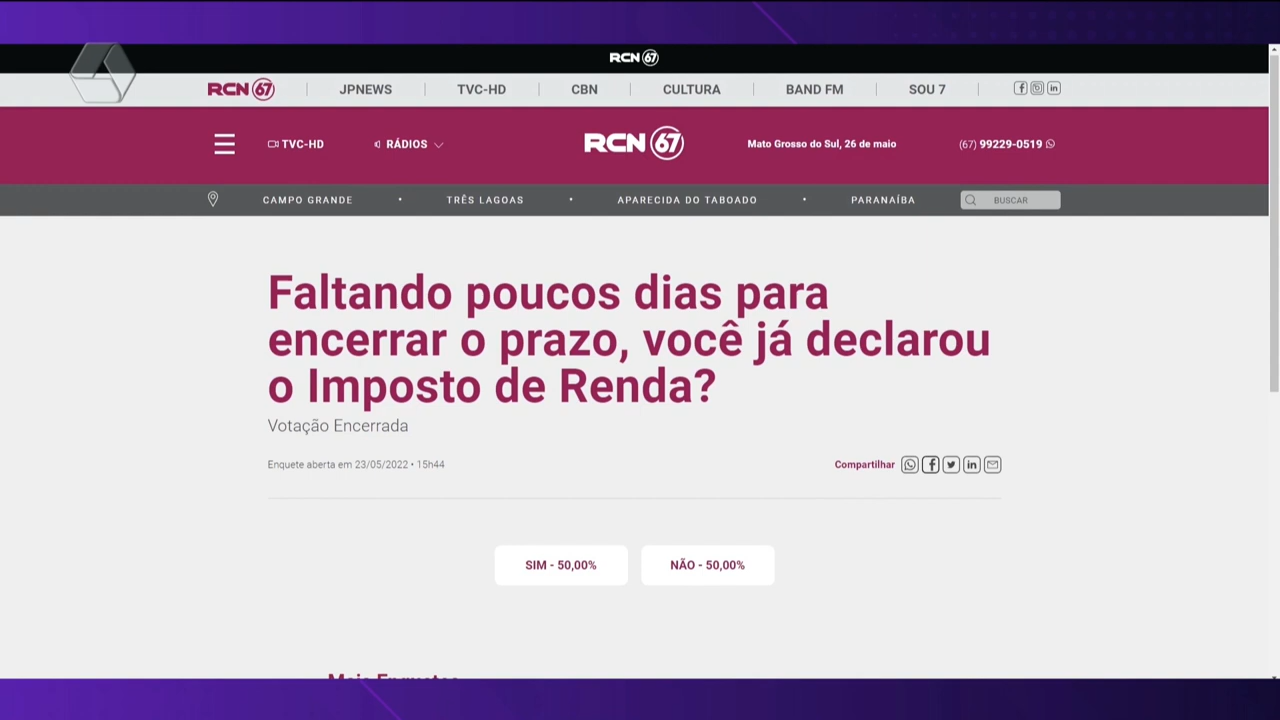 RCN 67
RCN 67
JPNEWS
TVC-HD
CBN
CULTURA
BAND FM
SOU 7
TVC-HD
RÁDIOS
RCN 67
Mato Grosso do Sul, 26 de maio
(67) 99229-0519
CAMPO GRANDE • TRÊS LAGOAS • APARECIDA DO TABOADO • PARANAÍBA
BUSCAR
Faltando poucos dias para
encerrar o prazo, você já declarou
o Imposto de Renda?
Votação Encerrada
Enquete aberta em 23/05/2022 • 15h44
Compartilhar
SIM - 50,00%
NÃO - 50,00%
Mais Enquetes